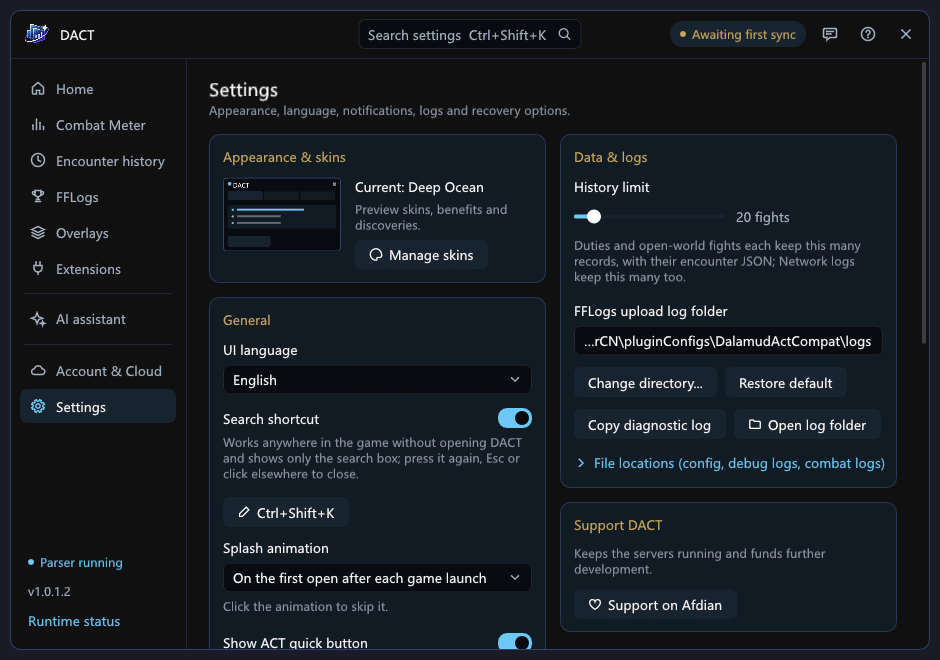 DACT
Search settings Ctrl+Shift+K
Awaiting first sync
Home
Combat Meter
Encounter history
FFLogs
Overlays
Extensions
AI assistant
Account & Cloud
Settings
Parser running
v1.0.1.2
Runtime status
Settings
Appearance, language, notifications, logs and recovery options.
Appearance & skins
DACT
Current: Deep Ocean
Preview skins, benefits and
discoveries.
Manage skins
General
UI language
English
Search shortcut
Works anywhere in the game without opening DACT
and shows only the search box; press it again, Esc or
click elsewhere to close.
Ctrl+Shift+K
Splash animation
On the first open after each game launch
Click the animation to skip it.
Show ACT quick button
Data & logs
History limit
20 fights
Duties and open-world fights each keep this many
records, with their encounter JSON; Network logs
keep this many too.
FFLogs upload log folder
...rCN\pluginConfigs\DalamudActCompat\logs
Change directory...
Restore default
Copy diagnostic log
Open log folder
File locations (config, debug logs, combat logs)
Support DACT
Keeps the servers running and funds further
development.
Support on Afdian